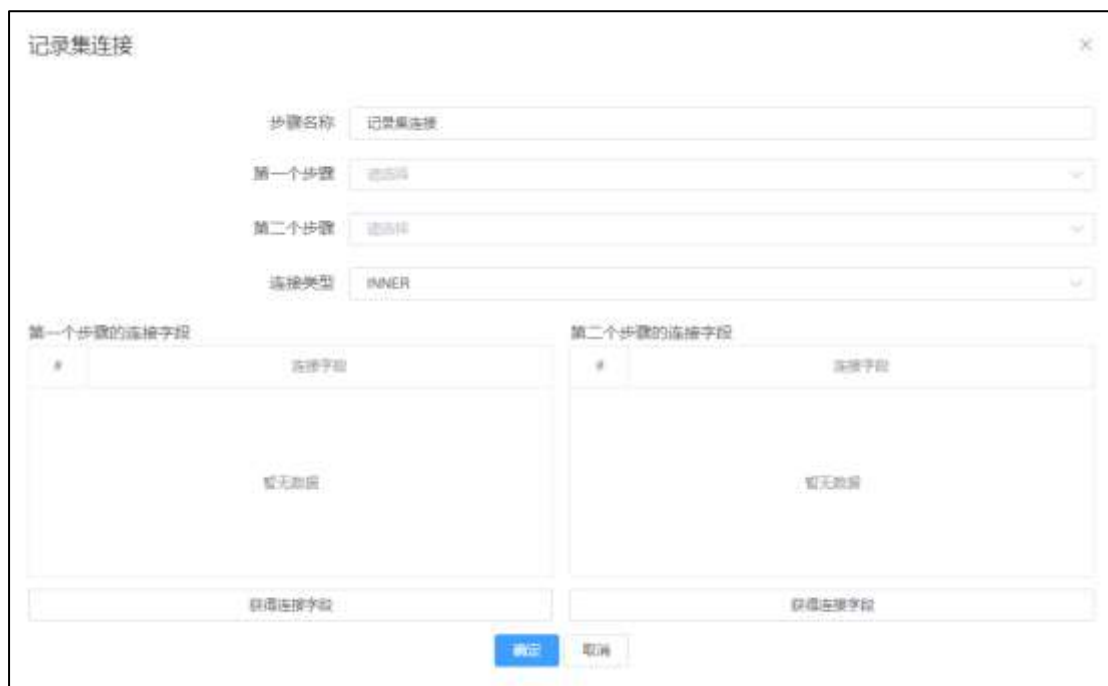 记录集连接
步骤名称 记录集连接
第一个步骤 请选择
第二个步骤 请选择
连接类型 INNER
第一个步骤的连接字段 第二个步骤的连接字段
# 连接字段 # 连接字段
暂无数据 暂无数据
获得连接字段 获得连接字段
确定 取消